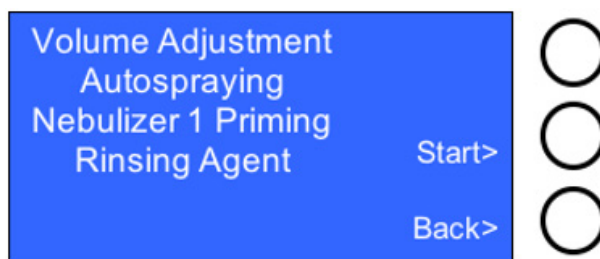 Volume Adjustment
Autospraying
Nebulizer 1 Priming
Rinsing Agent
Start>
Back>